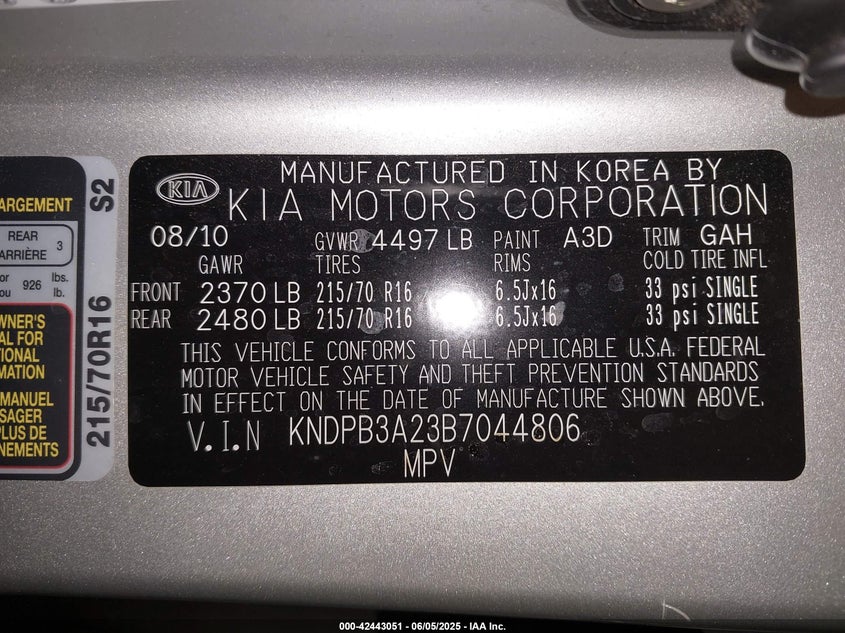 ARGEMENT
REAR
ARRIÈRE 3
or lbs.
ou 926 lb.
WNER'S
AL FOR
TIONAL
MATION
MANUEL
SAGER
PLUS DE
NEMENTS
S2
215/70R16
KIA
MANUFACTURED IN KOREA BY
KIA MOTORS CORPORATION
08/10 GVWR 4497 LB PAINT A3D TRIM GAH
GAWR TIRES RIMS COLD TIRE INFL
FRONT 2370 LB 215/70 R16 6.5Jx16 33 psi SINGLE
REAR 2480 LB 215/70 R16 6.5Jx16 33 psi SINGLE
THIS VEHICLE CONFORMS TO ALL APPLICABLE U.S.A. FEDERAL
MOTOR VEHICLE SAFETY AND THEFT PREVENTION STANDARDS
IN EFFECT ON THE DATE OF MANUFACTURE SHOWN ABOVE.
V.I.N KNDPB3A23B7044806
MPV
000-42443051 - 06/05/2025 - IAA Inc.